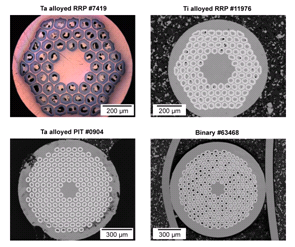 Ta alloyed RRP #7419
Ti alloyed RRP #11976
200 µm
200 µm
Ta alloyed PIT #0904
Binary #63468
300 µm
300 µm